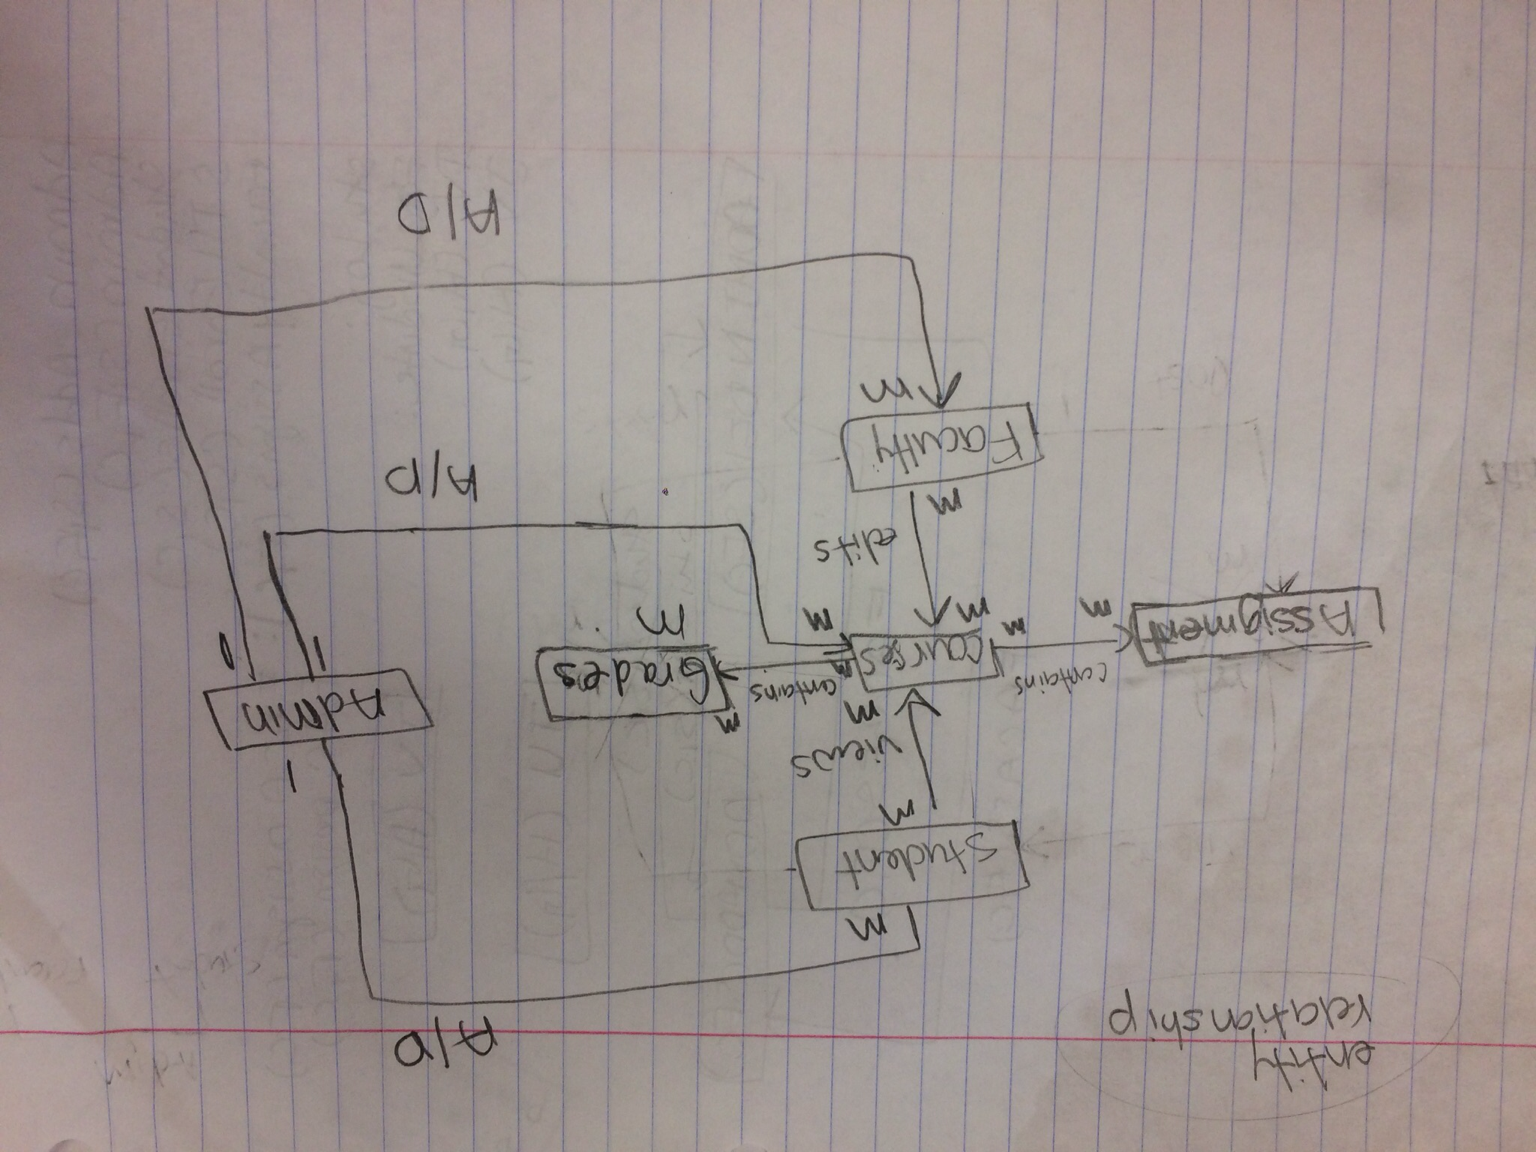 entity
relationship
A/D
m
Student
m
1
views
m
m
Admin
contains
contains
Grades
Courses
m
Assignment
m
m
m
m
m
1
1
edits
m
A/D
Faculty
m
A/D